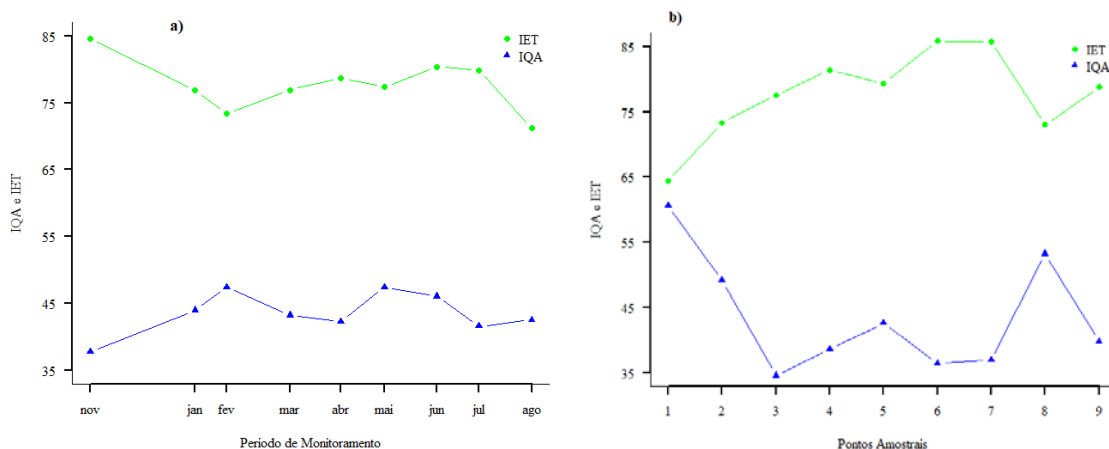 a)
85
75
65
55
45
35
IQA e IET
IET
IQA
nov jan fev mar abr mai jun jul ago
Período de Monitoramento
b)
85
75
65
55
45
35
IQA e IET
IET
IQA
1 2 3 4 5 6 7 8 9
Pontos Amostrais